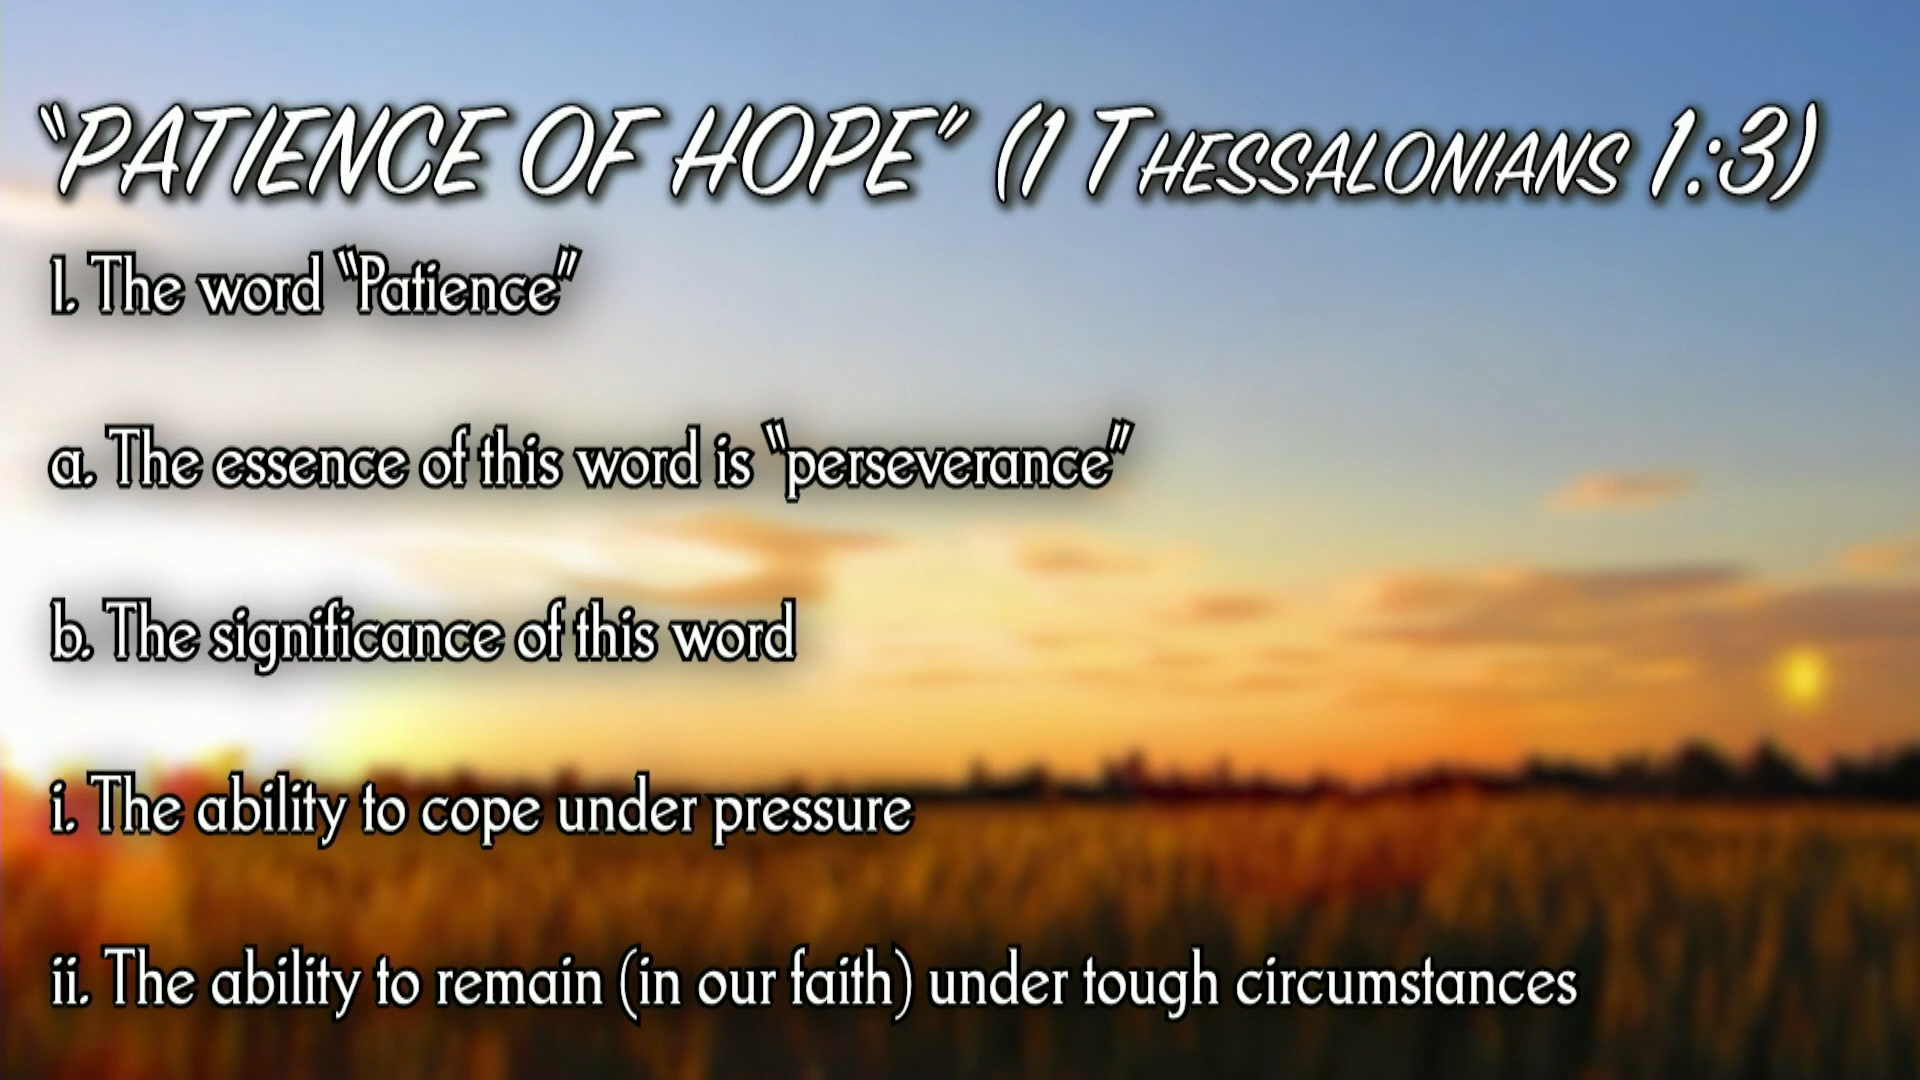 “PATIENCE OF HOPE” (1 THESSALONIANS 1:3)
1. The word “Patience”
a. The essence of this word is “perseverance”
b. The significance of this word
i. The ability to cope under pressure
ii. The ability to remain (in our faith) under tough circumstances